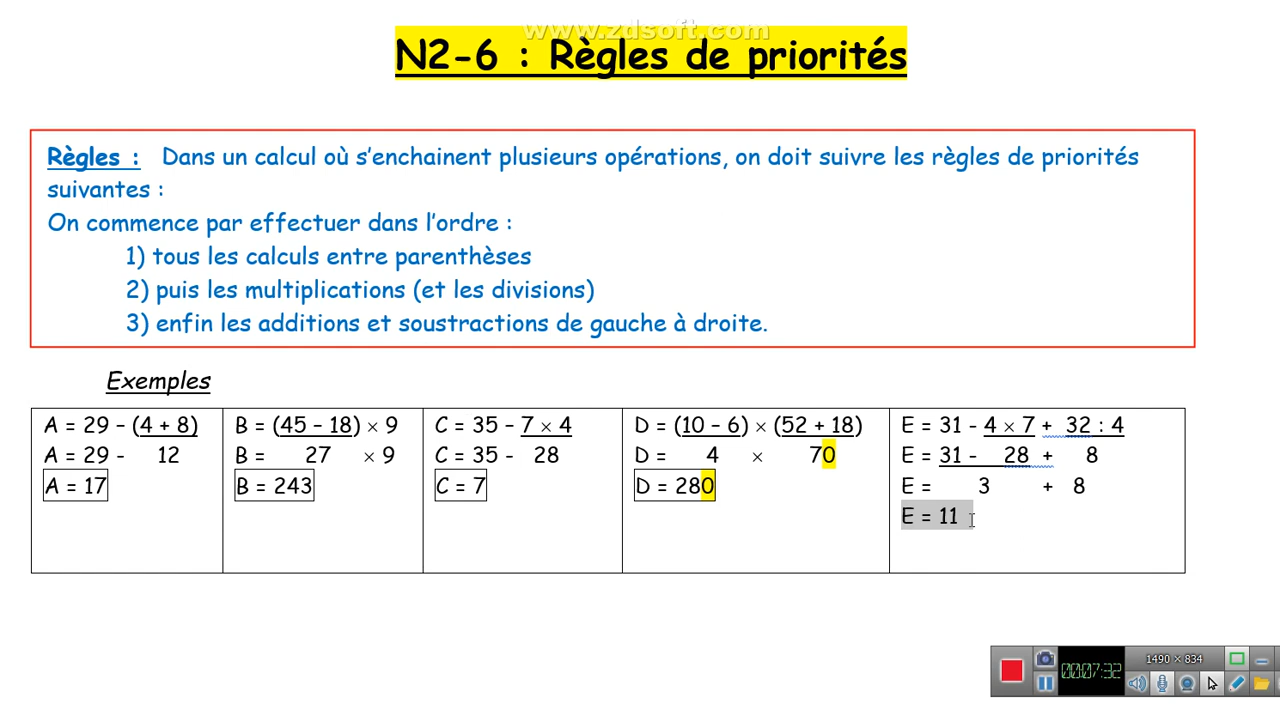 www.zdsoft.com
N2-6 : Règles de priorités
Règles : Dans un calcul où s’enchainent plusieurs opérations, on doit suivre les règles de priorités
suivantes :
On commence par effectuer dans l’ordre :
1) tous les calculs entre parenthèses
2) puis les multiplications (et les divisions)
3) enfin les additions et soustractions de gauche à droite.
Exemples
A = 29 – (4 + 8)
A = 29 - 12
A = 17
B = (45 – 18) × 9
B = 27 × 9
B = 243
C = 35 – 7 × 4
C = 35 - 28
C = 7
D = (10 – 6) × (52 + 18)
D = 4 × 70
D = 280
E = 31 - 4 × 7 + 32 : 4
E = 31 - 28 + 8
E = 3 + 8
E = 11
1490 × 834
00:07:32